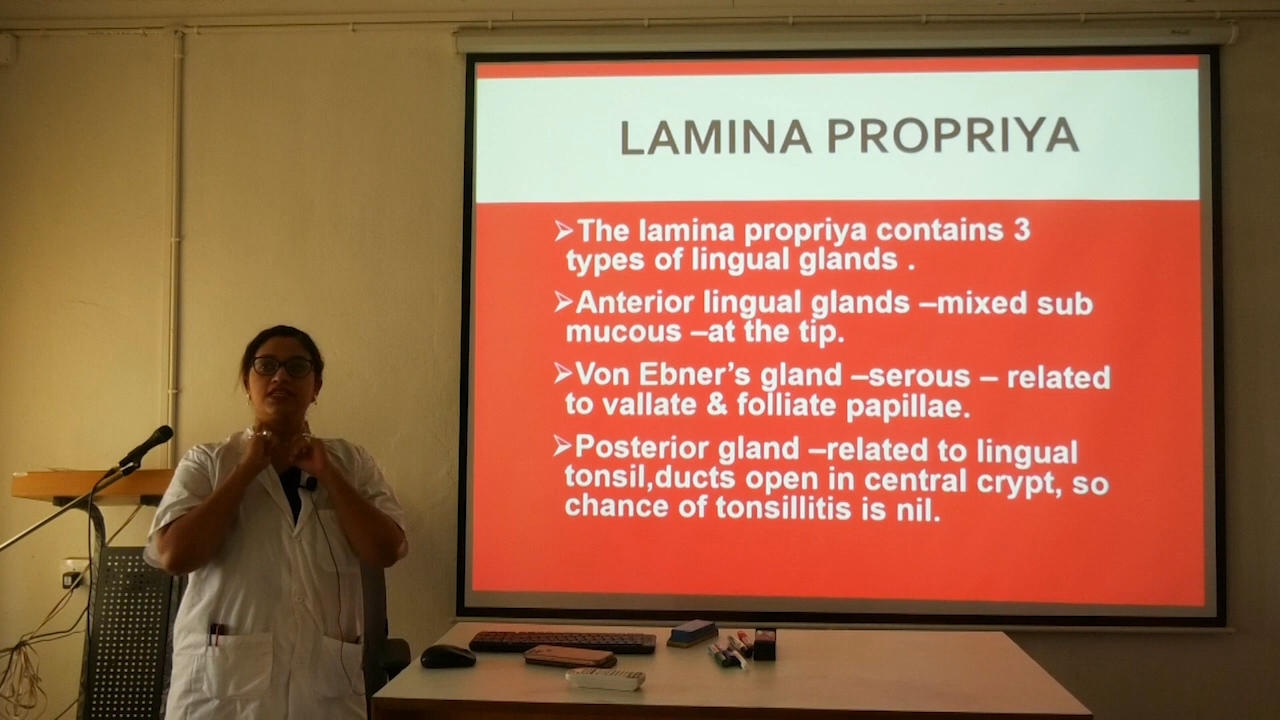 LAMINA PROPRIYA
➢The lamina propriya contains 3
types of lingual glands .
➢Anterior lingual glands –mixed sub
mucous –at the tip.
➢Von Ebner’s gland –serous – related
to vallate & folliate papillae.
➢Posterior gland –related to lingual
tonsil,ducts open in central crypt, so
chance of tonsillitis is nil.